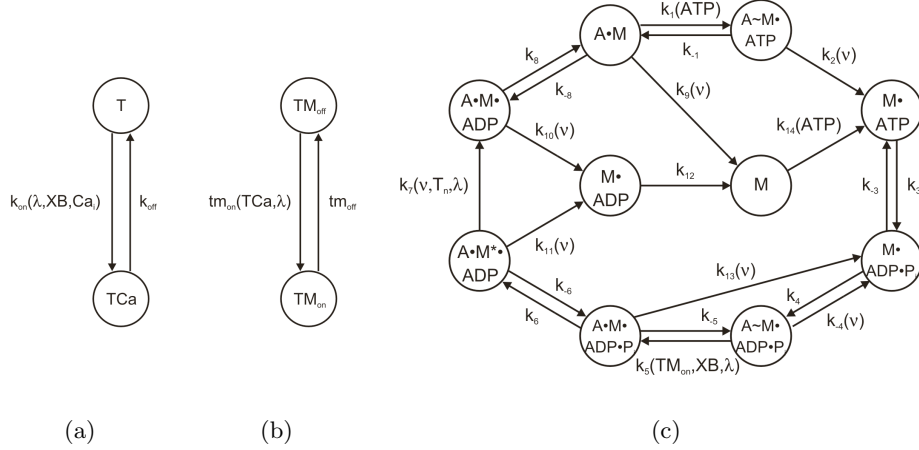 T
k_on(λ,XB,Ca_i)
k_off
TCa
(a)
TM_off
tm_on(TCa,λ)
tm_off
TM_on
(b)
A•M
k_1(ATP)
k_-1
A~M•
ATP
k_8
k_-8
k_9(ν)
k_2(ν)
A•M•
ADP
k_10(ν)
k_14(ATP)
M•
ATP
k_7(ν,T_n,λ)
M•
ADP
k_12
M
k_-3
k_3
A•M*•
ADP
k_11(ν)
k_13(ν)
M•
ADP•P
k_-6
k_6
k_4
k_-4(ν)
A•M•
ADP•P
k_-5
k_5(TM_on,XB,λ)
A~M•
ADP•P
(c)